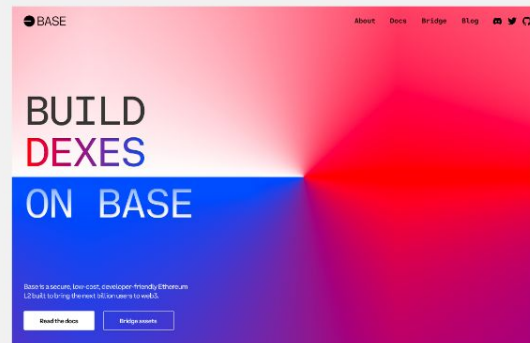 BASE
About Docs Bridge Blog
BUILD
DEXES
ON BASE
Base is a secure, low-cost, developer-friendly Ethereum
L2 built to bring the next billion users to web3.
Read the docs Bridge assets